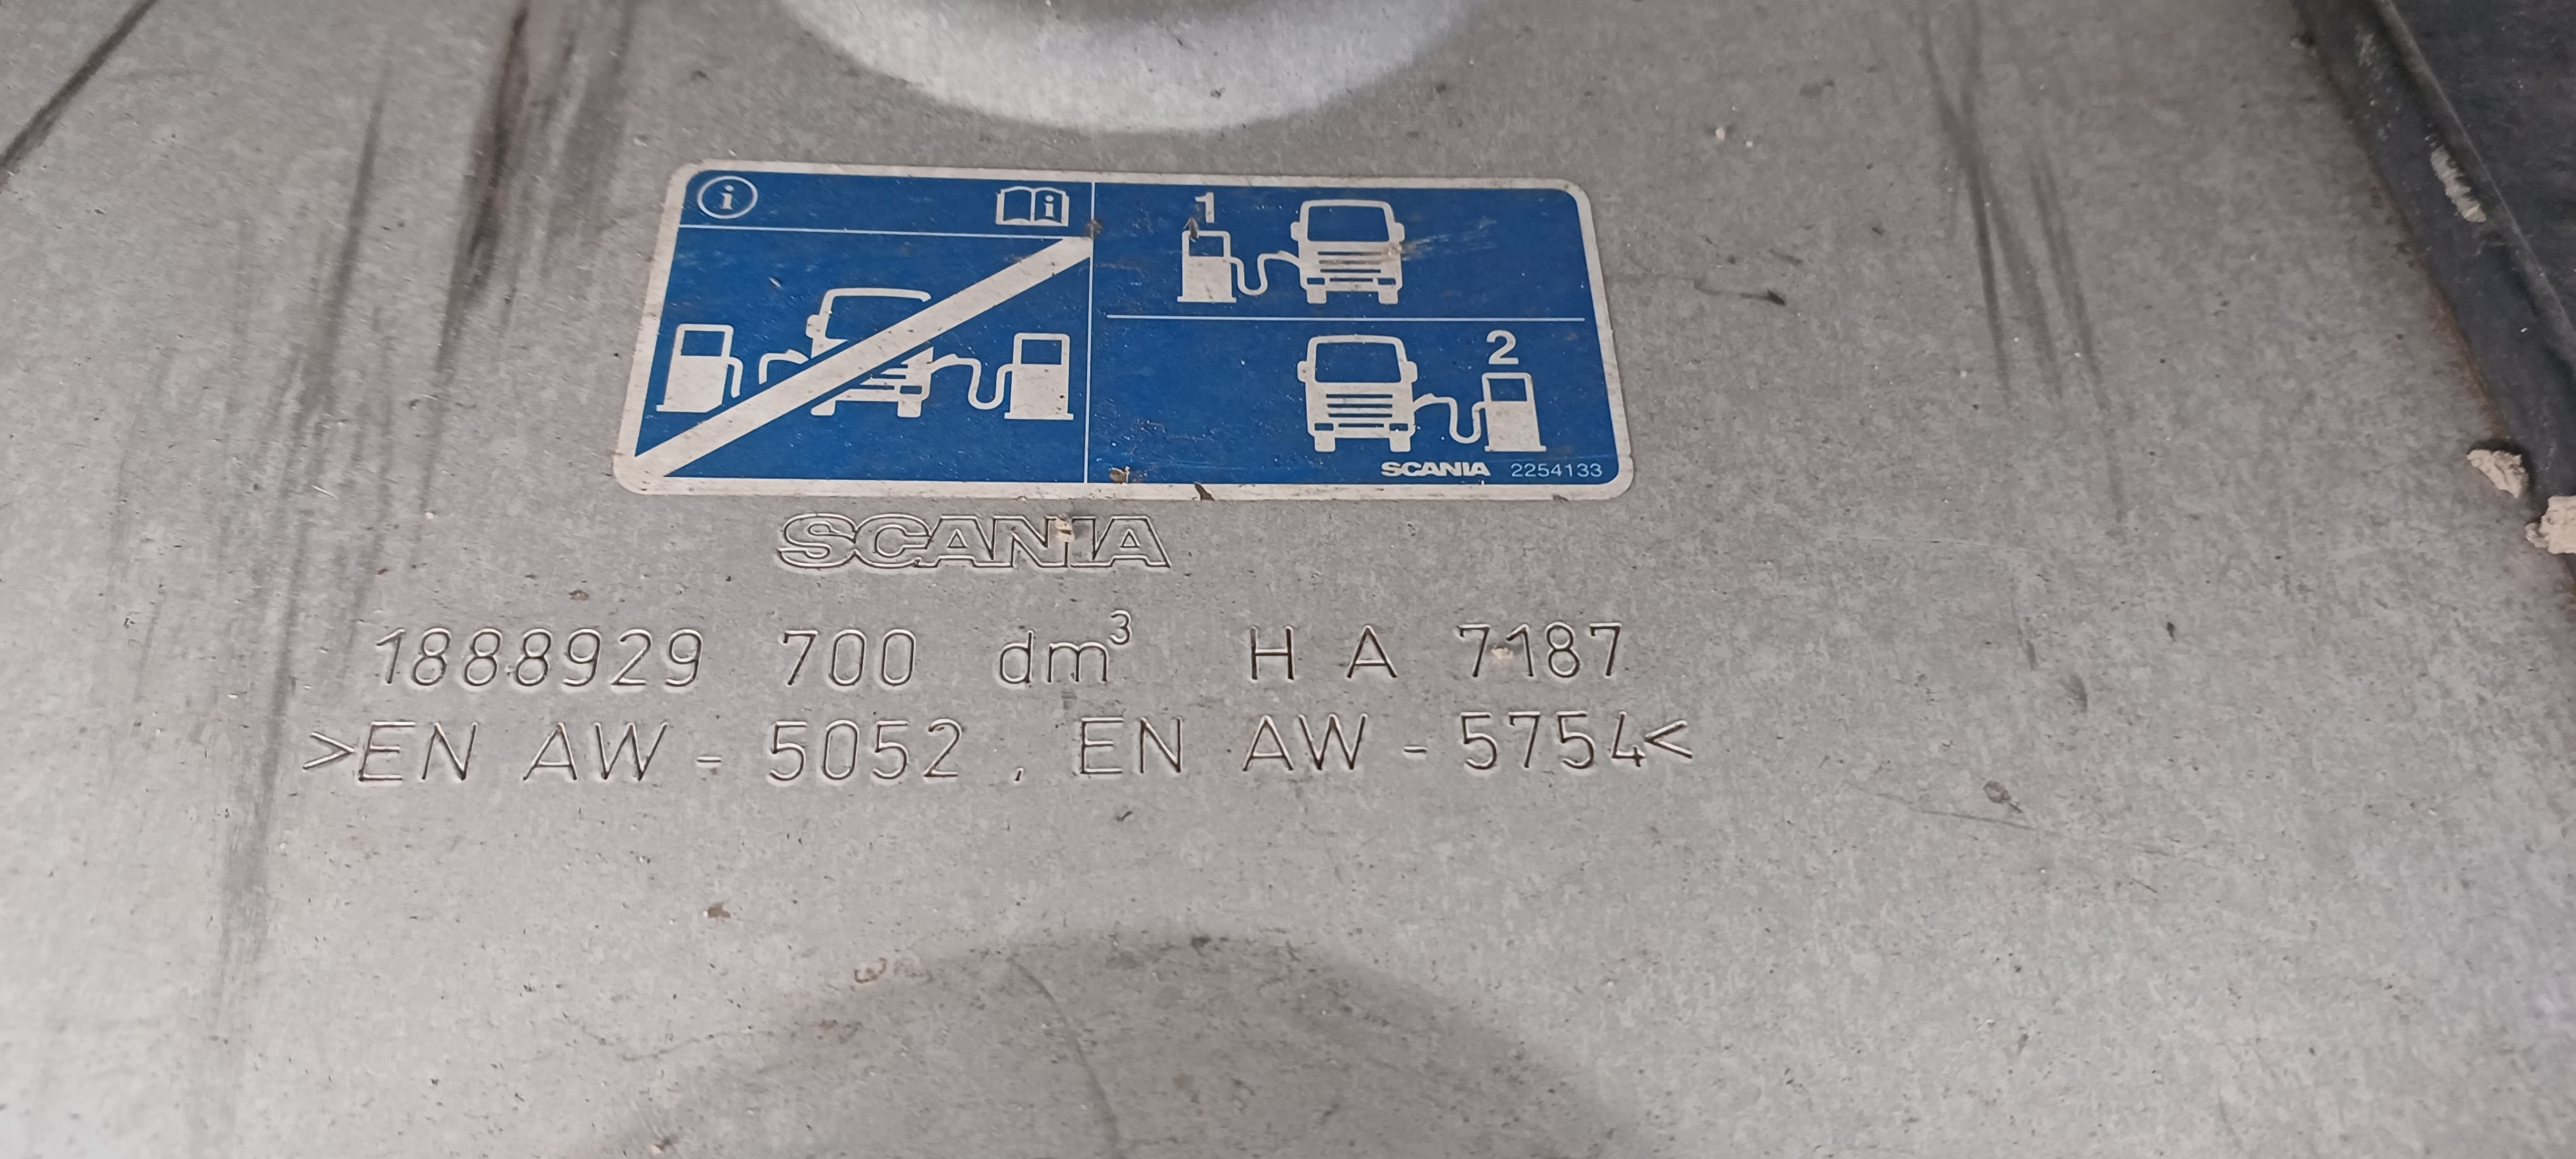 i
i
1
2
SCANIA 2254133
SCANIA
1888929 700 dm³ H A 7187
>EN AW - 5052 , EN AW - 5754<